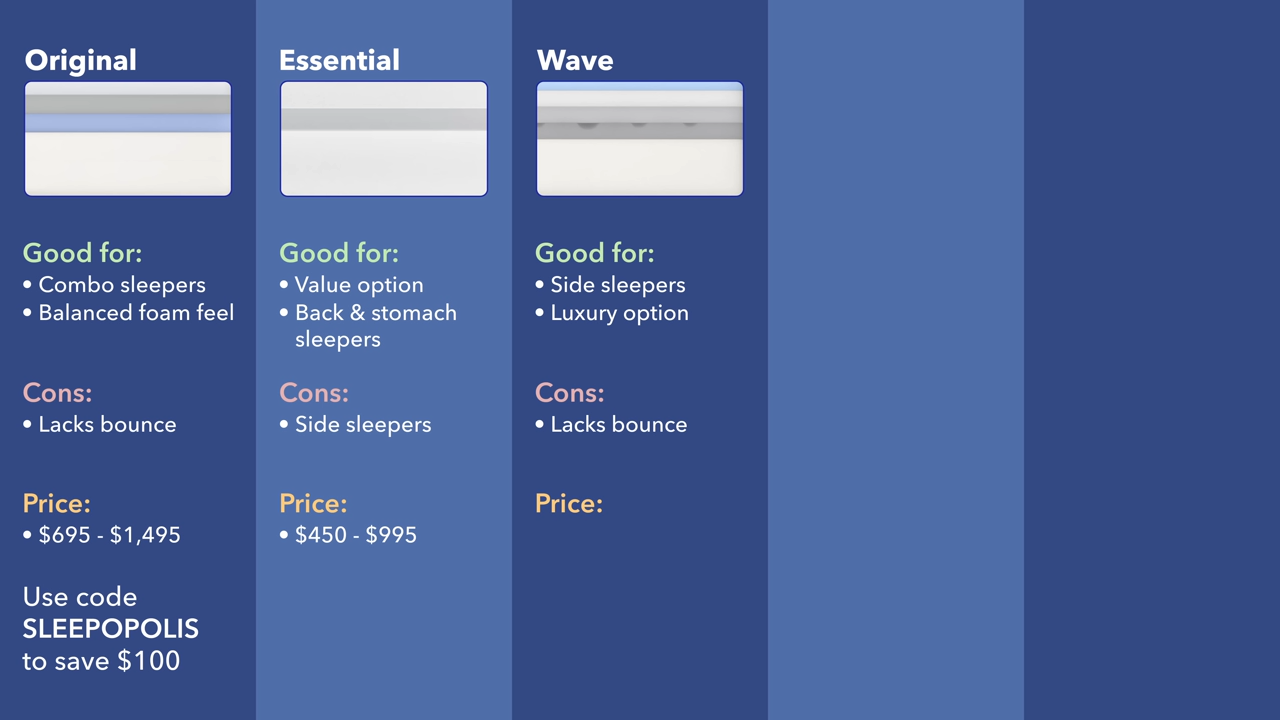 Original
Good for:
• Combo sleepers
• Balanced foam feel
Cons:
• Lacks bounce
Price:
• $695 - $1,495
Use code
SLEEPOPOLIS
to save $100
Essential
Good for:
• Value option
• Back & stomach
sleepers
Cons:
• Side sleepers
Price:
• $450 - $995
Wave
Good for:
• Side sleepers
• Luxury option
Cons:
• Lacks bounce
Price: